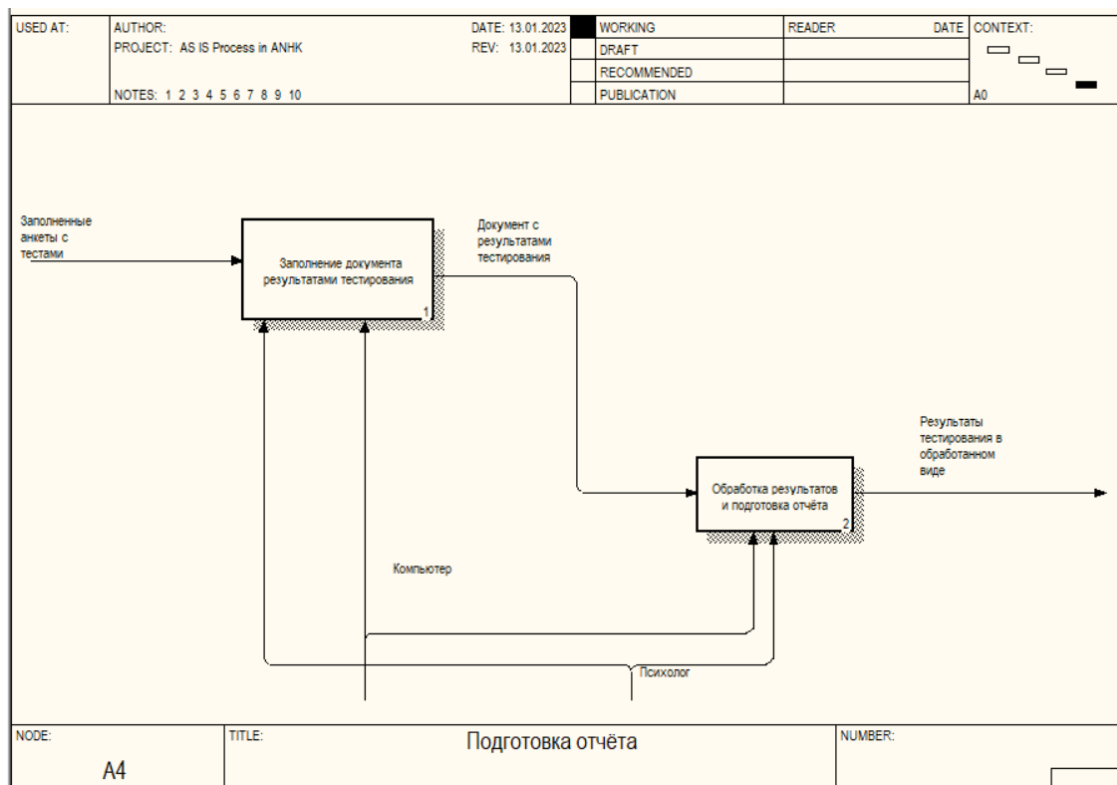 USED AT:
AUTHOR:
DATE: 13.01.2023
PROJECT: AS IS Process in ANHK
REV: 13.01.2023
NOTES: 1 2 3 4 5 6 7 8 9 10
WORKING
DRAFT
RECOMMENDED
PUBLICATION
READER
DATE
CONTEXT:
A0
Заполненные
анкеты с
тестами
Заполнение документа
результатами тестирования
1
Документ с
результатами
тестирования
Результаты
тестирования в
обработанном
виде
Обработка результатов
и подготовка отчёта
2
Компьютер
Психолог
NODE:
A4
TITLE:
Подготовка отчёта
NUMBER: